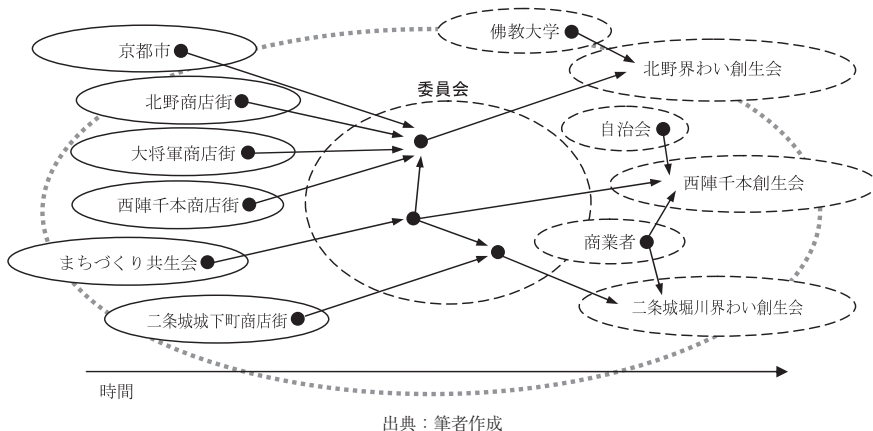 京都市
北野商店街
大将軍商店街
西陣千本商店街
まちづくり共生会
二条城城下町商店街
委員会
佛教大学
北野界わい創生会
自治会
西陣千本創生会
商業者
二条城堀川界わい創生会
時間
出典：筆者作成